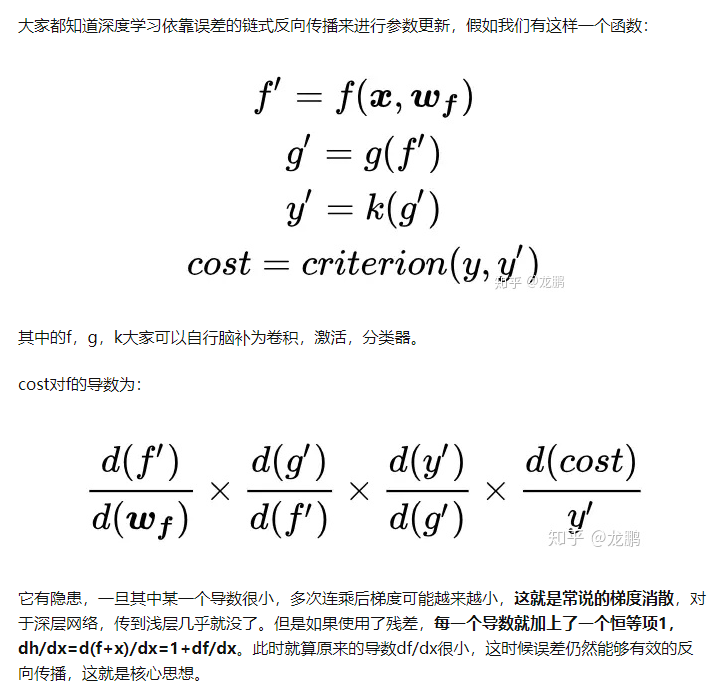 大家都知道深度学习依靠误差的链式反向传播来进行参数更新，假如我们有这样一个函数：
f′ = f(x, w_f)
g′ = g(f′)
y′ = k(g′)
cost = criterion(y, y′)
知乎 @龙鹏
其中的f，g，k大家可以自行脑补为卷积，激活，分类器。
cost对f的导数为：
d(f′)/d(w_f) × d(g′)/d(f′) × d(y′)/d(g′) × d(cost)/y′
知乎 @龙鹏
它有隐患，一旦其中某一个导数很小，多次连乘后梯度可能越来越小，这就是常说的梯度消散，对
于深层网络，传到浅层几乎就没了。但是如果使用了残差，每一个导数就加上了一个恒等项1，
dh/dx=d(f+x)/dx=1+df/dx。此时就算原来的导数df/dx很小，这时候误差仍然能够有效的反
向传播，这就是核心思想。